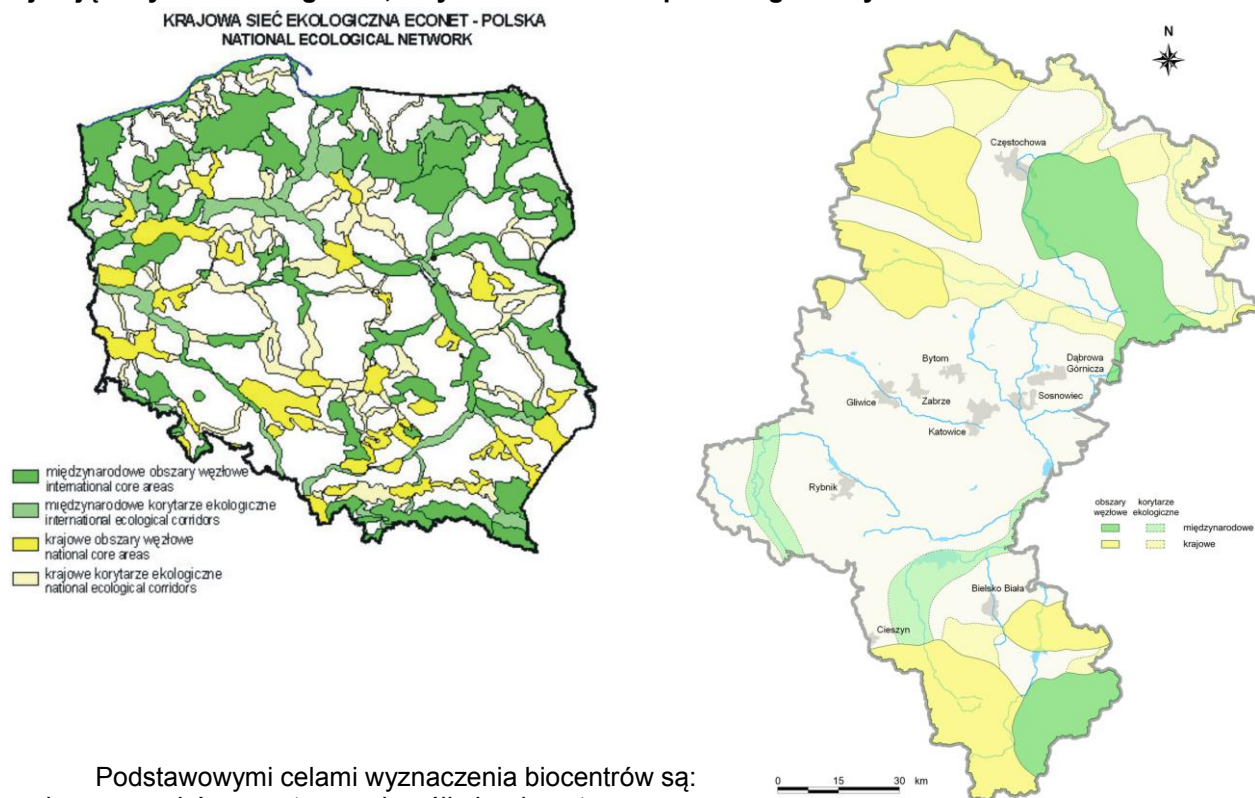 KRAJOWA SIEĆ EKOLOGICZNA ECONET - POLSKA
NATIONAL ECOLOGICAL NETWORK
międzynarodowe obszary węzłowe
international core areas
międzynarodowe korytarze ekologiczne
international ecological corridors
krajowe obszary węzłowe
national core areas
krajowe korytarze ekologiczne
national ecological corridors
N
Częstochowa
Bytom
Dąbrowa
Górnicza
Gliwice
Zabrze
Sosnowiec
Katowice
Rybnik
obszary
węzłowe
korytarze
ekologiczne
międzynarodowe
krajowe
Bielsko Biała
Cieszyn
0 15 30 km
Podstawowymi celami wyznaczenia biocentrów są: